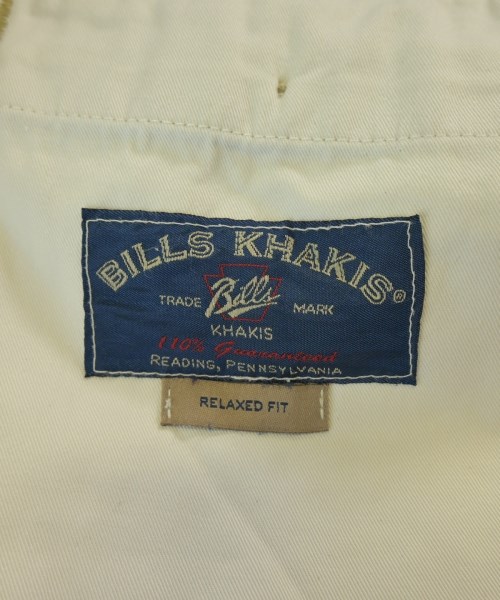 BILLS KHAKIS®
TRADE Bills MARK
KHAKIS
110% Guaranteed
READING, PENNSYLVANIA
RELAXED FIT